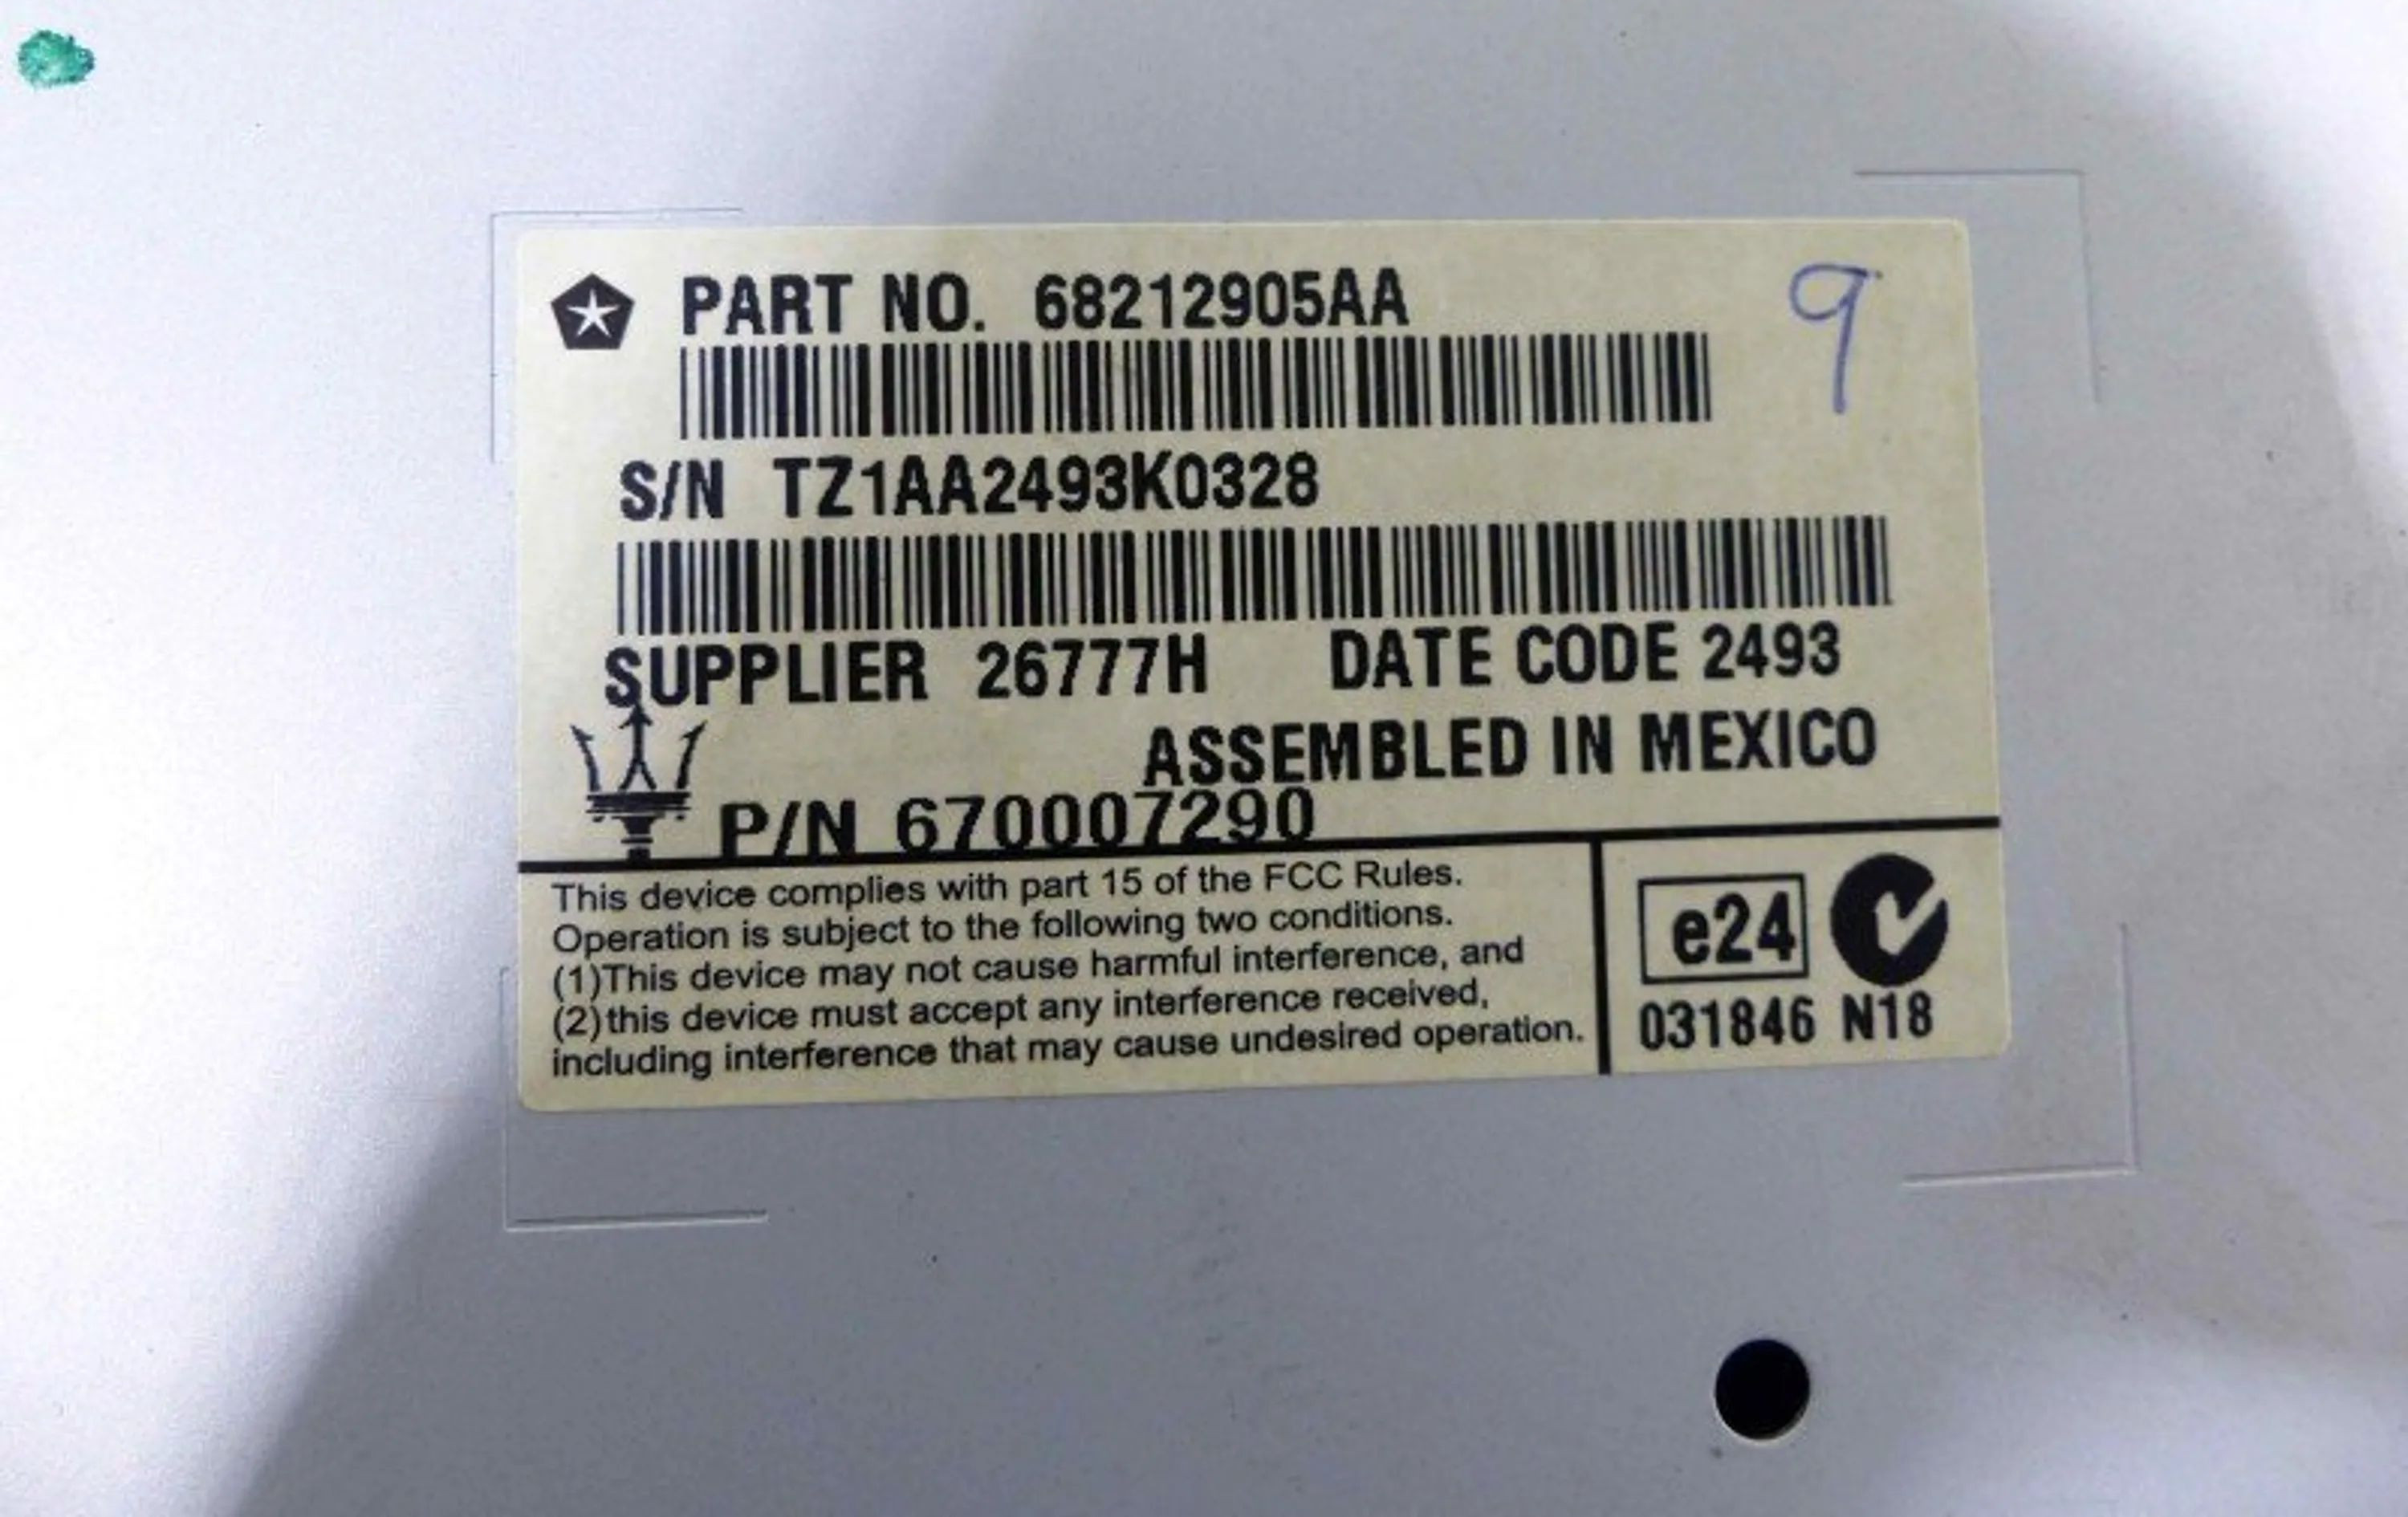 PART NO. 68212905AA
9
S/N TZ1AA2493K0328
SUPPLIER 26777H DATE CODE 2493
ASSEMBLED IN MEXICO
P/N 670007290
This device complies with part 15 of the FCC Rules.
Operation is subject to the following two conditions.
(1)This device may not cause harmful interference, and
(2)this device must accept any interference received,
including interference that may cause undesired operation.
e24
031846 N18